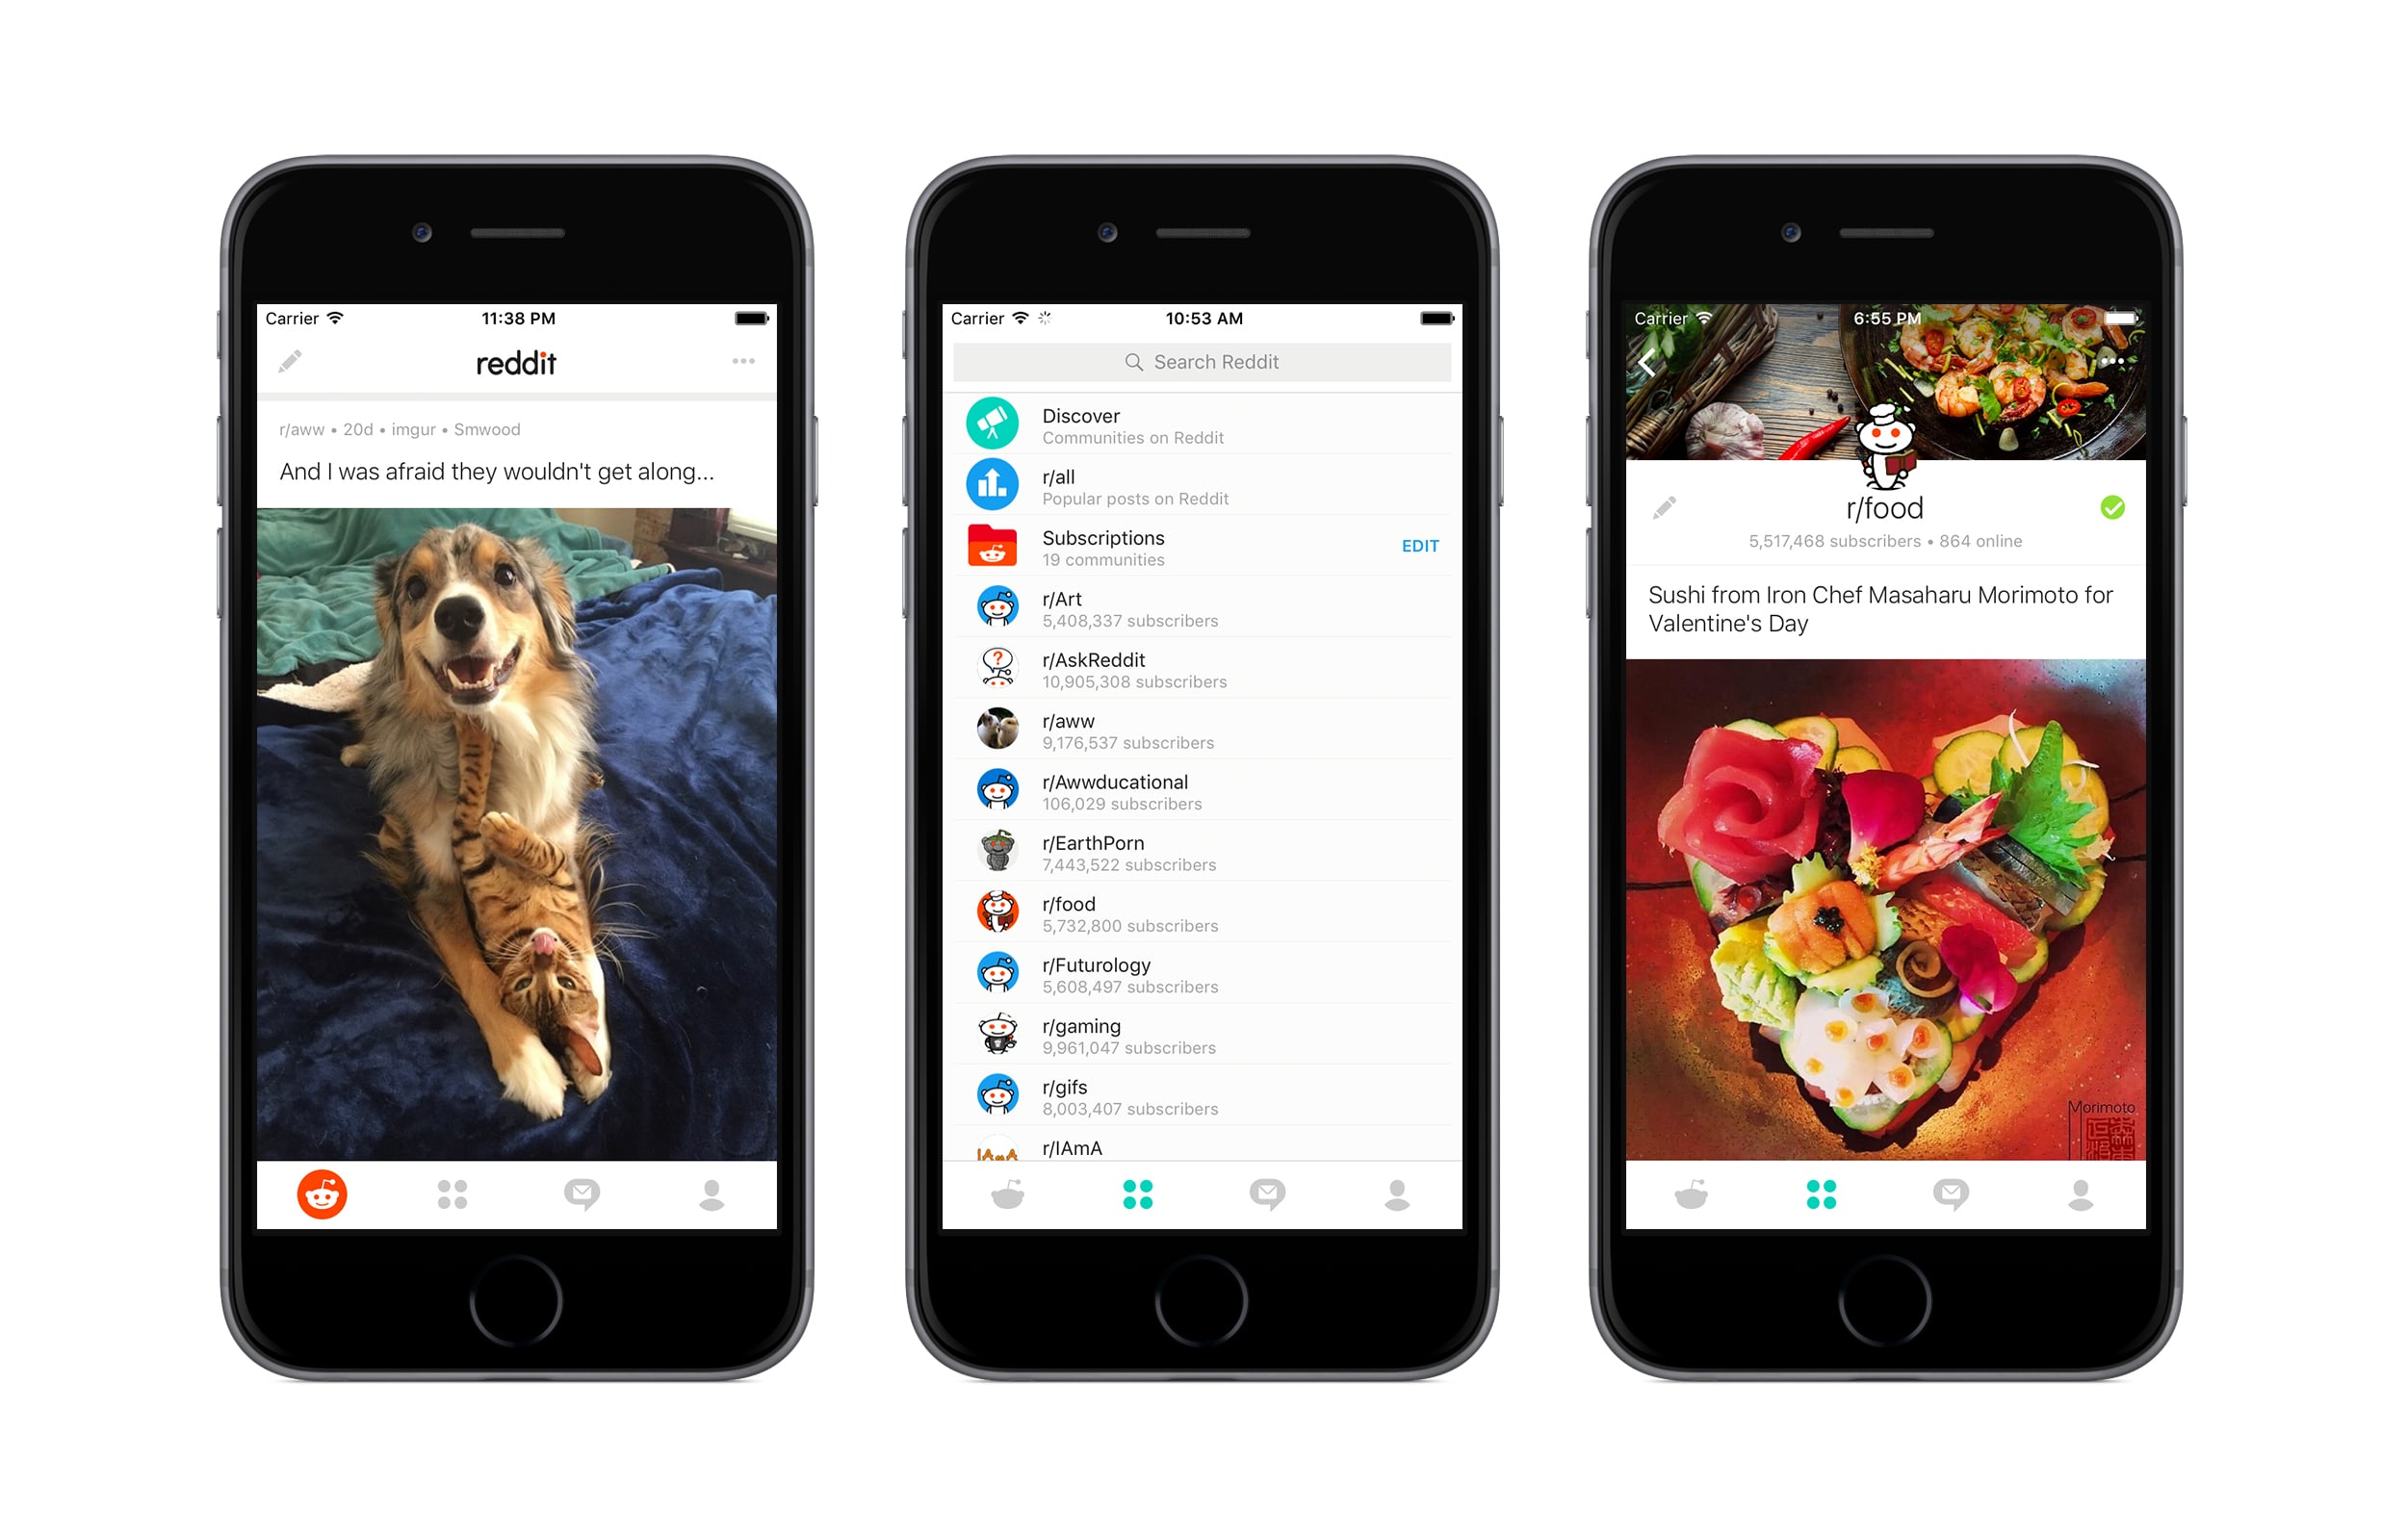 Carrier 11:38 PM
reddit
r/aww • 20d • imgur • Smwood
And I was afraid they wouldn't get along...
Carrier 10:53 AM
Search Reddit
Discover
Communities on Reddit
r/all
Popular posts on Reddit
Subscriptions
19 communities
EDIT
r/Art
5,408,337 subscribers
r/AskReddit
10,905,308 subscribers
r/aww
9,176,537 subscribers
r/Awwducational
106,029 subscribers
r/EarthPorn
7,443,522 subscribers
r/food
5,732,800 subscribers
r/Futurology
5,608,497 subscribers
r/gaming
9,961,047 subscribers
r/gifs
8,003,407 subscribers
IAmA
r/IAmA
Carrier 6:55 PM
r/food
5,517,468 subscribers • 864 online
Sushi from Iron Chef Masaharu Morimoto for
Valentine's Day
Morimoto